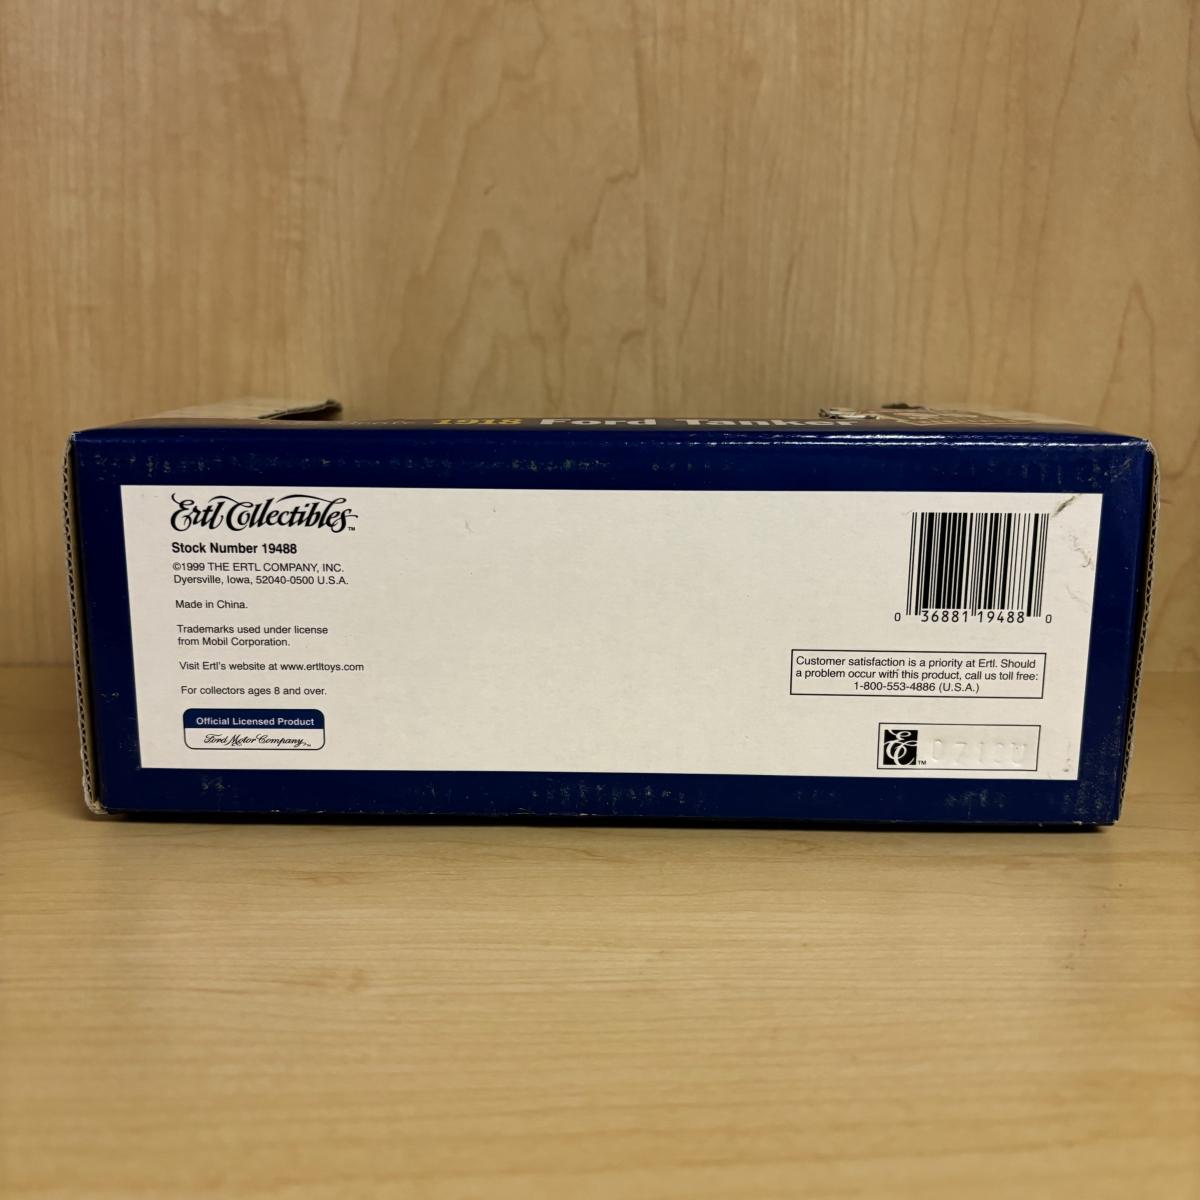 1918 Ford Tanker
Ertl Collectibles™
Stock Number 19488
©1999 THE ERTL COMPANY, INC.
Dyersville, Iowa, 52040-0500 U.S.A.
Made in China.
Trademarks used under license
from Mobil Corporation.
Visit Ertl's website at www.ertltoys.com
For collectors ages 8 and over.
Official Licensed Product
Ford Motor Company™
0 36881 19488 0
Customer satisfaction is a priority at Ertl. Should
a problem occur with this product, call us toll free:
1-800-553-4886 (U.S.A.)
™